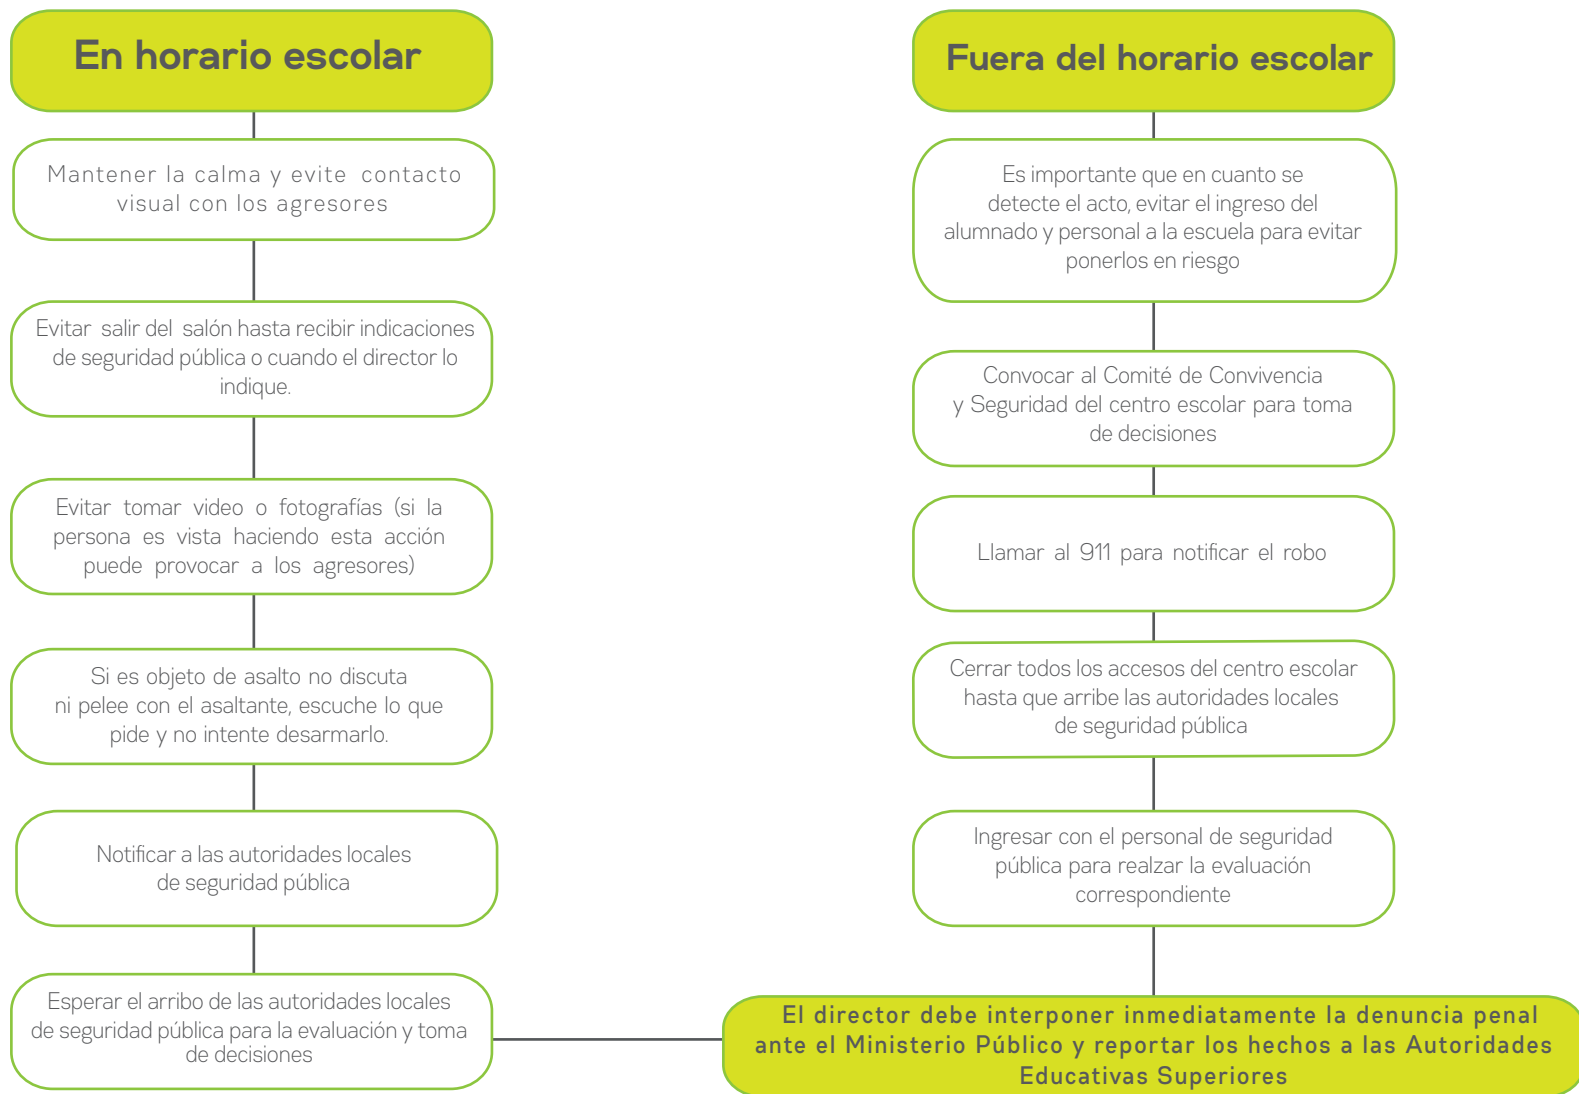 En horario escolar
Mantener la calma y evite contacto
visual con los agresores
Evitar salir del salón hasta recibir indicaciones
de seguridad pública o cuando el director lo
indique.
Evitar tomar video o fotografías (si la
persona es vista haciendo esta acción
puede provocar a los agresores)
Si es objeto de asalto no discuta
ni pelee con el asaltante, escuche lo que
pide y no intente desarmarlo.
Notificar a las autoridades locales
de seguridad pública
Esperar el arribo de las autoridades locales
de seguridad pública para la evaluación y toma
de decisiones
Fuera del horario escolar
Es importante que en cuanto se
detecte el acto, evitar el ingreso del
alumnado y personal a la escuela para evitar
ponerlos en riesgo
Convocar al Comité de Convivencia
y Seguridad del centro escolar para toma
de decisiones
Llamar al 911 para notificar el robo
Cerrar todos los accesos del centro escolar
hasta que arribe las autoridades locales
de seguridad pública
Ingresar con el personal de seguridad
pública para realzar la evaluación
correspondiente
El director debe interponer inmediatamente la denuncia penal
ante el Ministerio Público y reportar los hechos a las Autoridades
Educativas Superiores